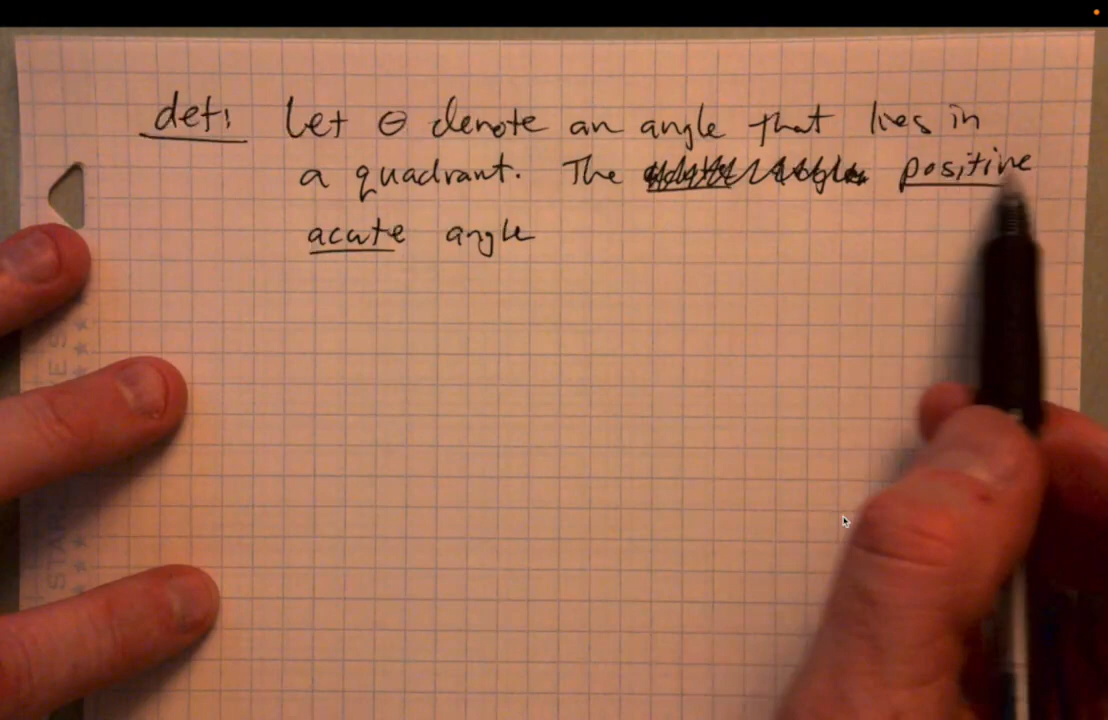 def: Let θ denote an angle that lies in
a quadrant. The positive
acute angle